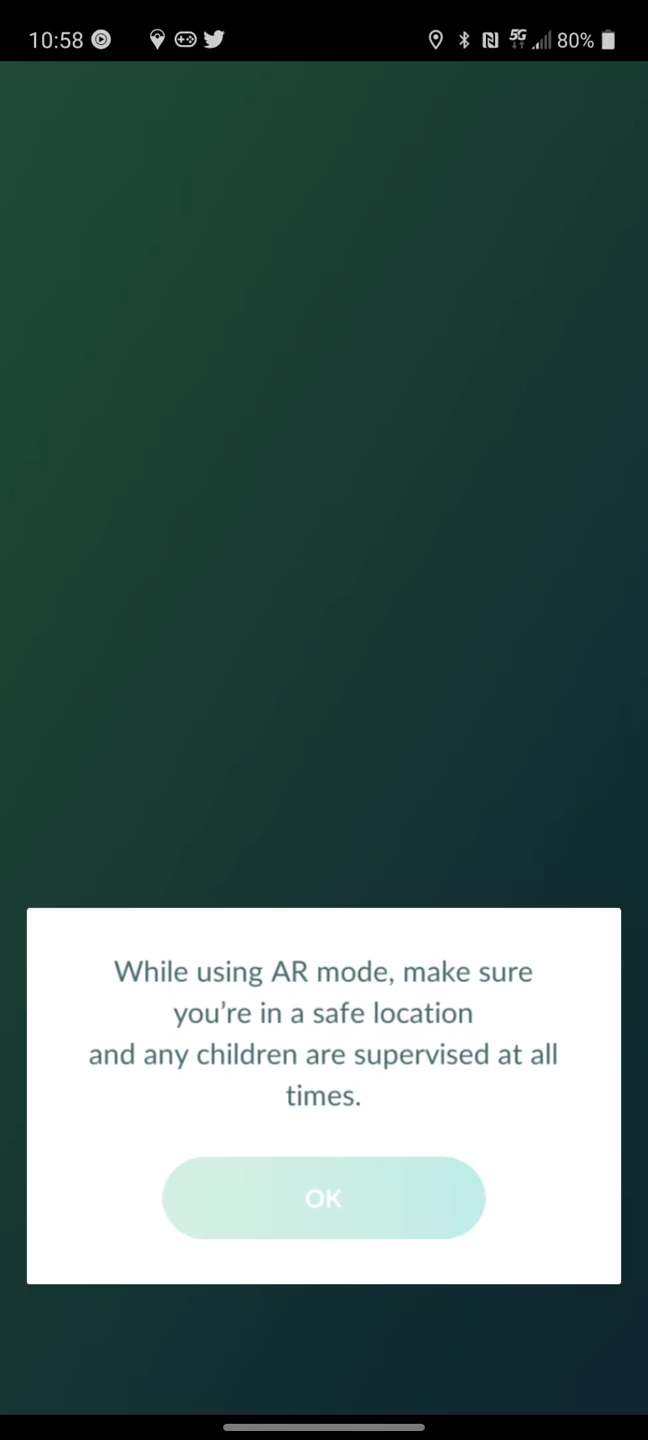 10:58 5G 80%
While using AR mode, make sure
you're in a safe location
and any children are supervised at all
times.
OK